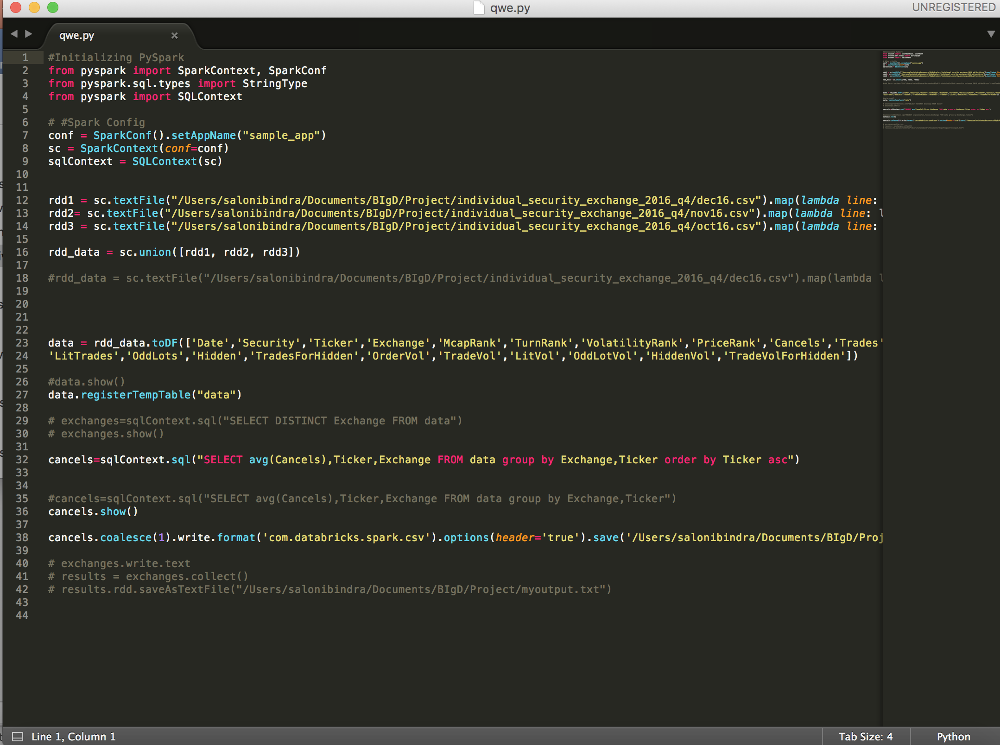 qwe.py
UNREGISTERED
qwe.py
1 #Initializing PySpark
2 from pyspark import SparkContext, SparkConf
3 from pyspark.sql.types import StringType
4 from pyspark import SQLContext
5
6 # #Spark Config
7 conf = SparkConf().setAppName("sample_app")
8 sc = SparkContext(conf=conf)
9 sqlContext = SQLContext(sc)
10
11
12 rdd1 = sc.textFile("/Users/salonibindra/Documents/BIgD/Project/individual_security_exchange_2016_q4/dec16.csv").map(lambda line:
13 rdd2= sc.textFile("/Users/salonibindra/Documents/BIgD/Project/individual_security_exchange_2016_q4/nov16.csv").map(lambda line: l
14 rdd3 = sc.textFile("/Users/salonibindra/Documents/BIgD/Project/individual_security_exchange_2016_q4/oct16.csv").map(lambda line:
15
16 rdd_data = sc.union([rdd1, rdd2, rdd3])
17
18 #rdd_data = sc.textFile("/Users/salonibindra/Documents/BIgD/Project/individual_security_exchange_2016_q4/dec16.csv").map(lambda l
19
20
21
22
23 data = rdd_data.toDF(['Date','Security','Ticker','Exchange','McapRank','TurnRank','VolatilityRank','PriceRank','Cancels','Trades'
24 'LitTrades','OddLots','Hidden','TradesForHidden','OrderVol','TradeVol','LitVol','OddLotVol','HiddenVol','TradeVolForHidden'])
25
26 #data.show()
27 data.registerTempTable("data")
28
29 # exchanges=sqlContext.sql("SELECT DISTINCT Exchange FROM data")
30 # exchanges.show()
31
32 cancels=sqlContext.sql("SELECT avg(Cancels),Ticker,Exchange FROM data group by Exchange,Ticker order by Ticker asc")
33
34
35 #cancels=sqlContext.sql("SELECT avg(Cancels),Ticker,Exchange FROM data group by Exchange,Ticker")
36 cancels.show()
37
38 cancels.coalesce(1).write.format('com.databricks.spark.csv').options(header='true').save('/Users/salonibindra/Documents/BIgD/Proj
39
40 # exchanges.write.text
41 # results = exchanges.collect()
42 # results.rdd.saveAsTextFile("/Users/salonibindra/Documents/BIgD/Project/myoutput.txt")
43
44
Line 1, Column 1
Tab Size: 4
Python